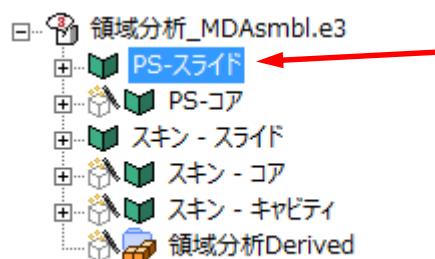 領域分析_MDAsmbl.e3
PS-スライド
PS-コア
スキン - スライド
スキン - コア
スキン - キャビティ
領域分析Derived